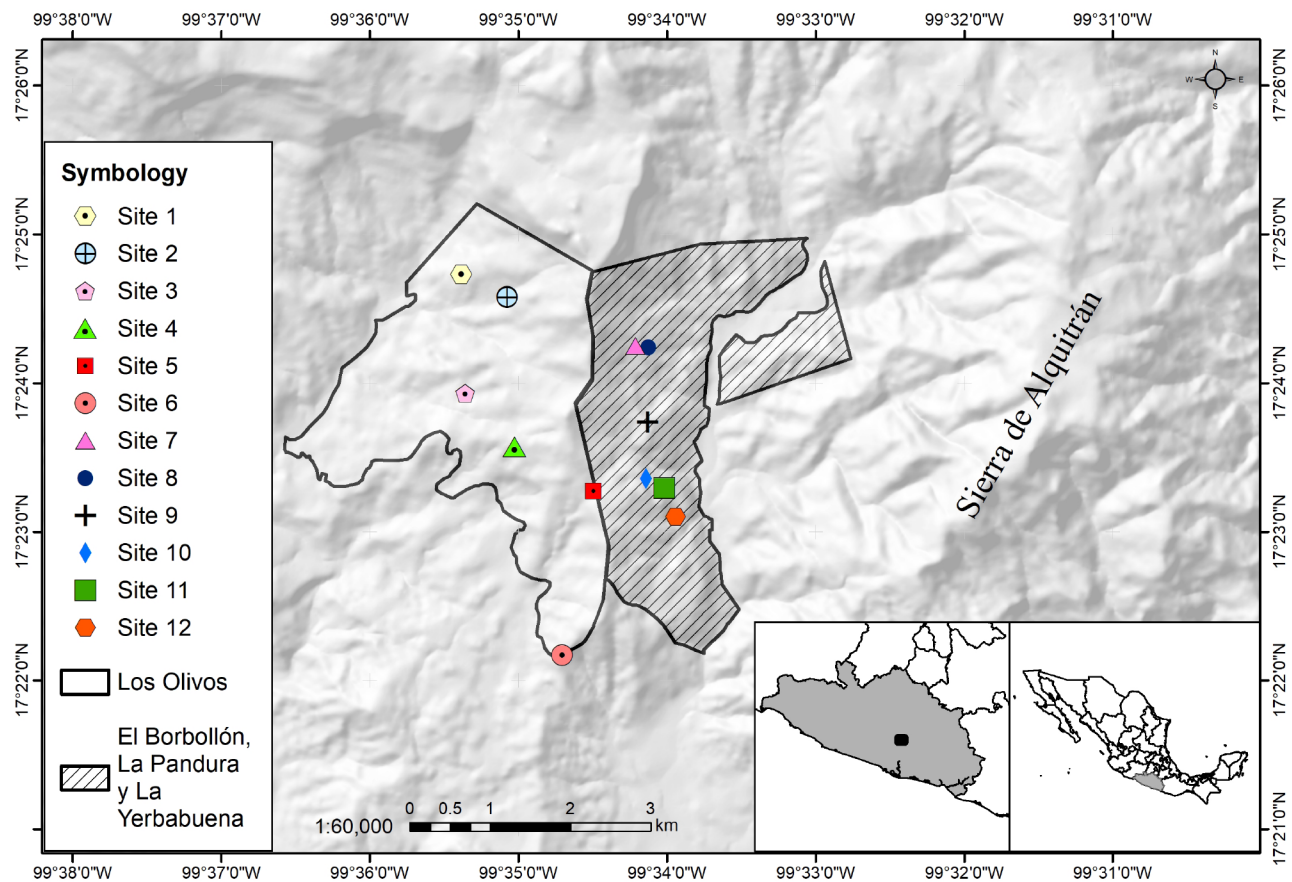 99°38'0"W 99°37'0"W 99°36'0"W 99°35'0"W 99°34'0"W 99°33'0"W 99°32'0"W 99°31'0"W
N
W E
S
17°26'0"N 17°26'0"N
Symbology
Site 1
Site 2
Site 3
Site 4
Site 5
Site 6
Site 7
Site 8
Site 9
Site 10
Site 11
Site 12
Los Olivos
El Borbollón,
La Pandura
y La
Yerbabuena
17°25'0"N 17°25'0"N
17°24'0"N 17°24'0"N
Sierra de Alquitrán
17°23'0"N 17°23'0"N
17°22'0"N 17°22'0"N
0 0.5 1 2 3
1:60,000 km
17°21'0"N 17°21'0"N
99°38'0"W 99°37'0"W 99°36'0"W 99°35'0"W 99°34'0"W 99°33'0"W 99°32'0"W 99°31'0"W